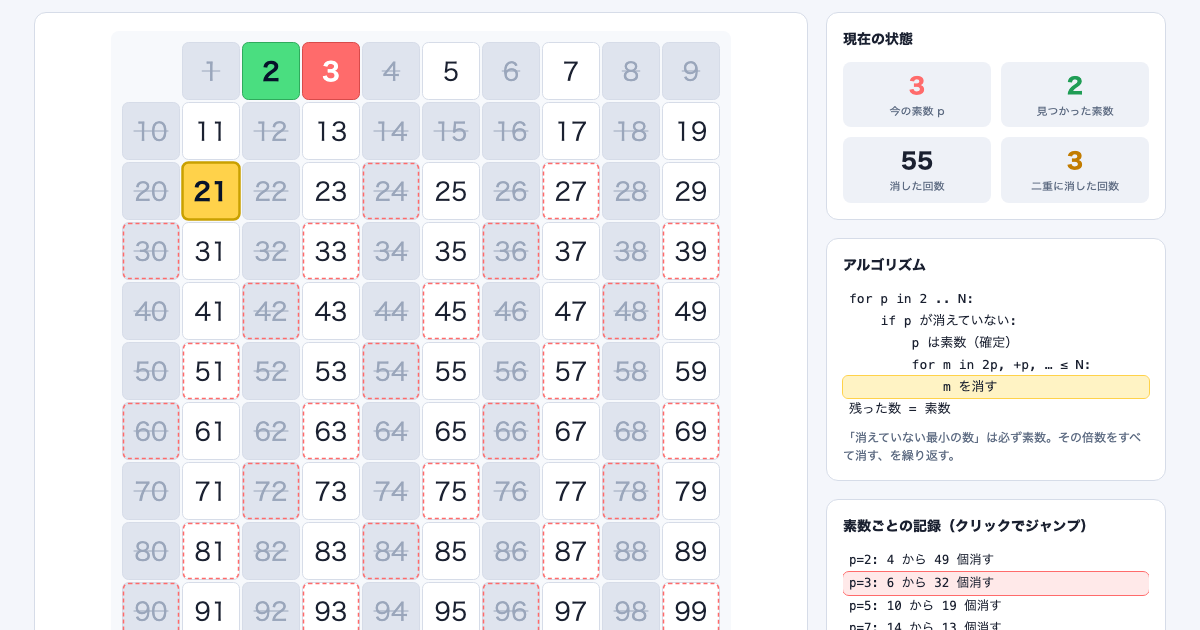 1 2 3 4 5 6 7 8 9
10 11 12 13 14 15 16 17 18 19
20 21 22 23 24 25 26 27 28 29
30 31 32 33 34 35 36 37 38 39
40 41 42 43 44 45 46 47 48 49
50 51 52 53 54 55 56 57 58 59
60 61 62 63 64 65 66 67 68 69
70 71 72 73 74 75 76 77 78 79
80 81 82 83 84 85 86 87 88 89
90 91 92 93 94 95 96 97 98 99
現在の状態
3
今の素数 p
2
見つかった素数
55
消した回数
3
二重に消した回数
アルゴリズム
for p in 2 .. N:
if p が消えていない:
p は素数（確定）
for m in 2p, +p, … ≤ N:
m を消す
残った数 = 素数
「消えていない最小の数」は必ず素数。その倍数をすべ
て消す、を繰り返す。
素数ごとの記録（クリックでジャンプ）
p=2: 4 から 49 個消す
p=3: 6 から 32 個消す
p=5: 10 から 19 個消す
p=7: 14 から 13 個消す